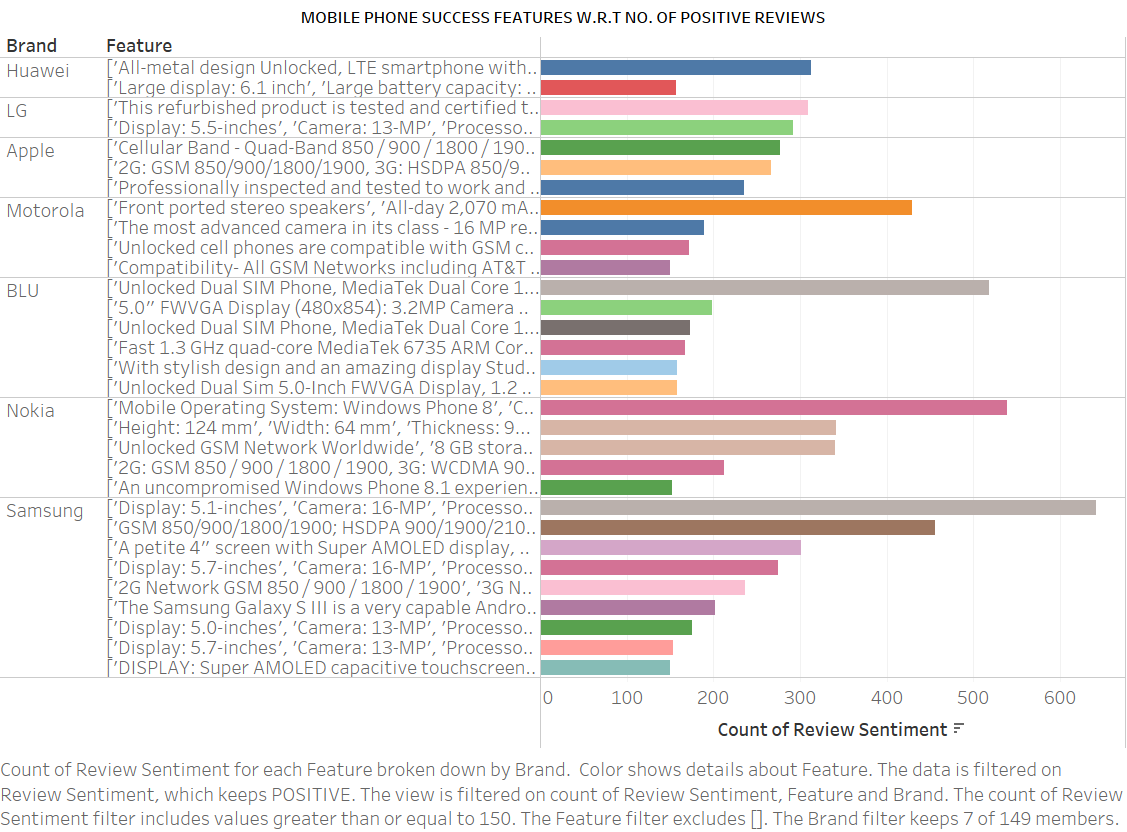 MOBILE PHONE SUCCESS FEATURES W.R.T NO. OF POSITIVE REVIEWS
Brand Feature
Huawei ['All-metal design Unlocked, LTE smartphone with..
['Large display: 6.1 inch', 'Large battery capacity: ..
LG ['This refurbished product is tested and certified t..
['Display: 5.5-inches', 'Camera: 13-MP', 'Processo..
Apple ['Cellular Band - Quad-Band 850 / 900 / 1800 / 190..
['2G: GSM 850/900/1800/1900, 3G: HSDPA 850/9..
['Professionally inspected and tested to work and ..
Motorola ['Front ported stereo speakers', 'All-day 2,070 mA..
['The most advanced camera in its class - 16 MP re..
['Unlocked cell phones are compatible with GSM c..
['Compatibility- All GSM Networks including AT&T ..
BLU ['Unlocked Dual SIM Phone, MediaTek Dual Core 1...
['5.0” FWVGA Display (480x854): 3.2MP Camera ..
['Unlocked Dual SIM Phone, MediaTek Dual Core 1...
['Fast 1.3 GHz quad-core MediaTek 6735 ARM Cor..
['With stylish design and an amazing display Stud..
['Unlocked Dual Sim 5.0-Inch FWVGA Display, 1.2 ..
Nokia ['Mobile Operating System: Windows Phone 8', 'C..
['Height: 124 mm', 'Width: 64 mm', 'Thickness: 9...
['Unlocked GSM Network Worldwide', '8 GB stora..
['2G: GSM 850 / 900 / 1800 / 1900, 3G: WCDMA 90..
['An uncompromised Windows Phone 8.1 experien..
Samsung ['Display: 5.1-inches', 'Camera: 16-MP', 'Processo..
['GSM 850/900/1800/1900; HSDPA 900/1900/210..
['A petite 4” screen with Super AMOLED display, ..
['Display: 5.7-inches', 'Camera: 16-MP', 'Processo..
['2G Network GSM 850 / 900 / 1800 / 1900', '3G N..
['The Samsung Galaxy S III is a very capable Andro..
['Display: 5.0-inches', 'Camera: 13-MP', 'Processo..
['Display: 5.7-inches', 'Camera: 13-MP', 'Processo..
['DISPLAY: Super AMOLED capacitive touchscreen..
0 100 200 300 400 500 600
Count of Review Sentiment
Count of Review Sentiment for each Feature broken down by Brand.  Color shows details about Feature. The data is filtered on
Review Sentiment, which keeps POSITIVE. The view is filtered on count of Review Sentiment, Feature and Brand. The count of Review
Sentiment filter includes values greater than or equal to 150. The Feature filter excludes []. The Brand filter keeps 7 of 149 members.